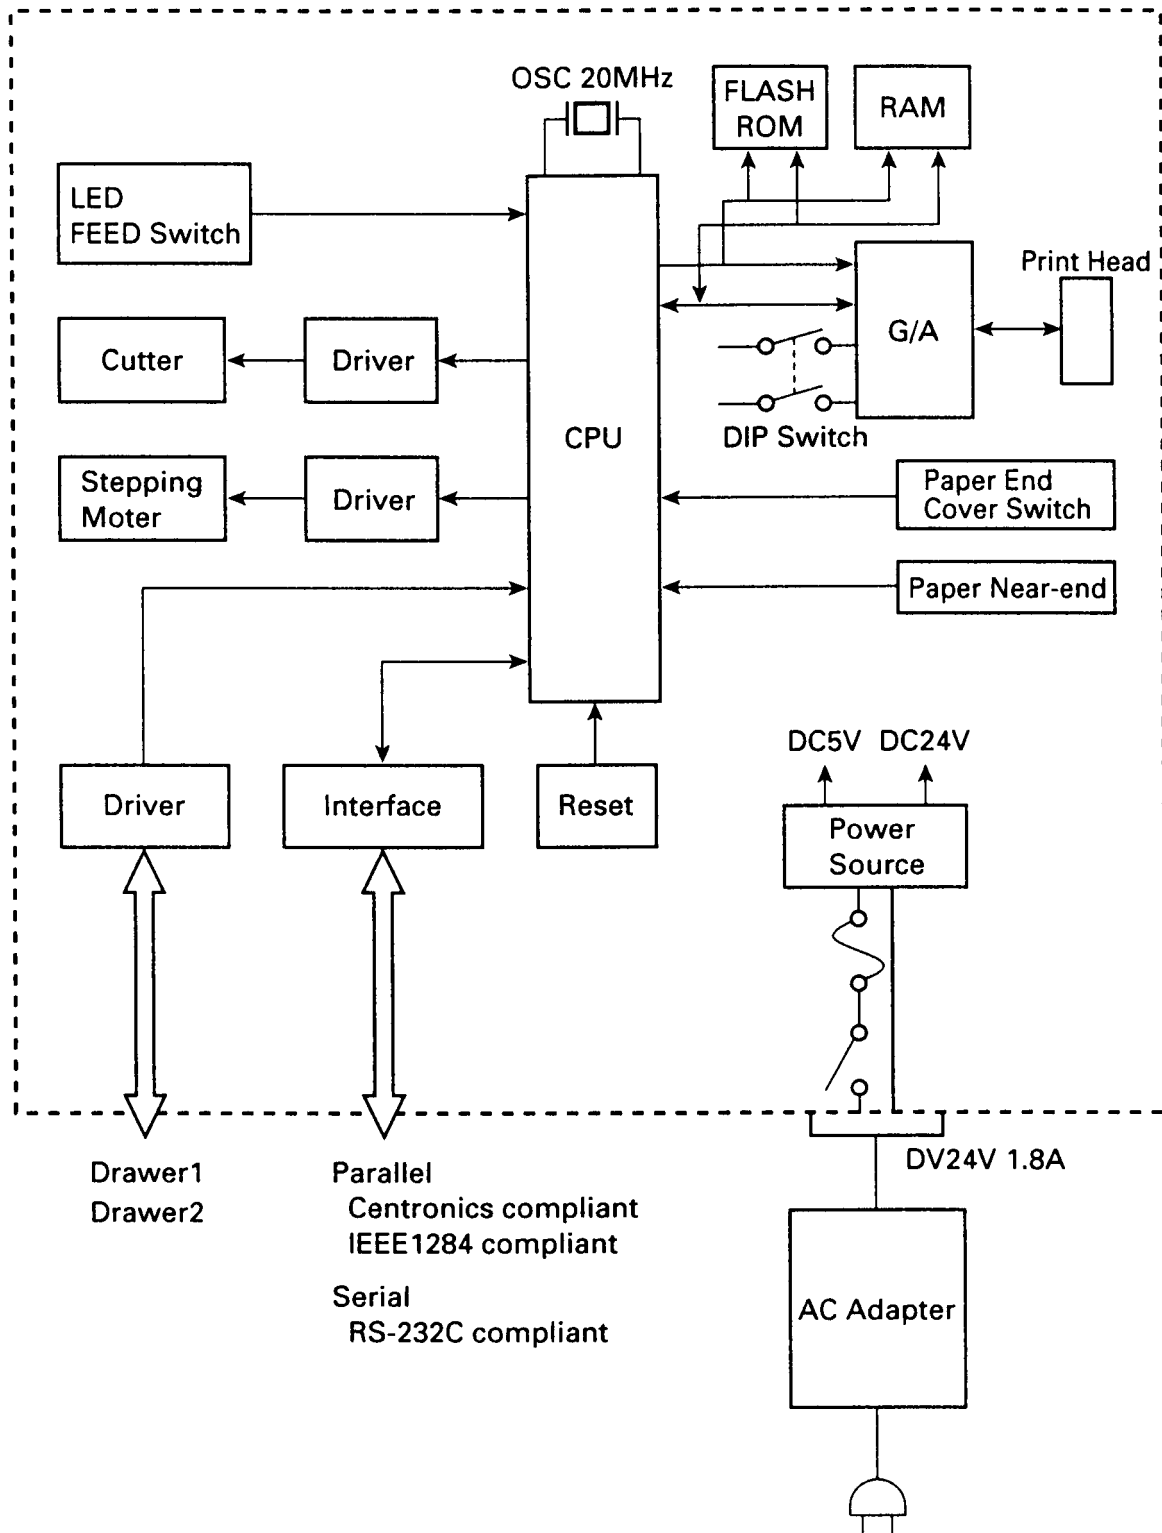 OSC 20MHz
FLASH
ROM
RAM
LED
FEED Switch
Print Head
G/A
Cutter
Driver
DIP Switch
CPU
Stepping
Moter
Driver
Paper End
Cover Switch
Paper Near-end
DC5V DC24V
Driver
Interface
Reset
Power
Source
Drawer1
Drawer2
Parallel
Centronics compliant
IEEE1284 compliant
Serial
RS-232C compliant
DV24V 1.8A
AC Adapter